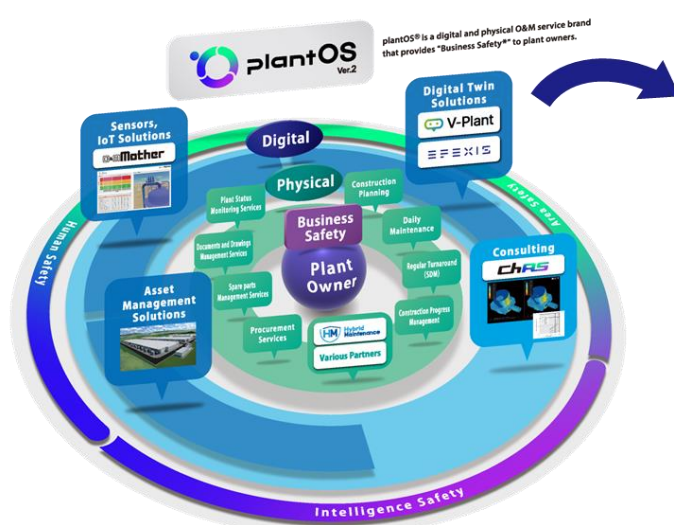 plantOS
Ver.2
plantOS® is a digital and physical O&M service brand
that provides "Business Safety®" to plant owners.
Digital Twin
Solutions
V-Plant
EFEXIS
Sensors,
IoT Solutions
Mother
Digital
Physical
Human Safety
Area Safety
Plant Status
Monitoring Services
Construction
Planning
Business
Safety
Daily
Maintenance
Documents and Drawings
Management Services
Plant
Owner
Regular Turnaround
(SDM)
Consulting
chAS
Asset
Management
Solutions
Spare parts
Management Services
Construction Progress
Management
Procurement
Services
HM Hybrid
Maintenance
Various Partners
Intelligence Safety